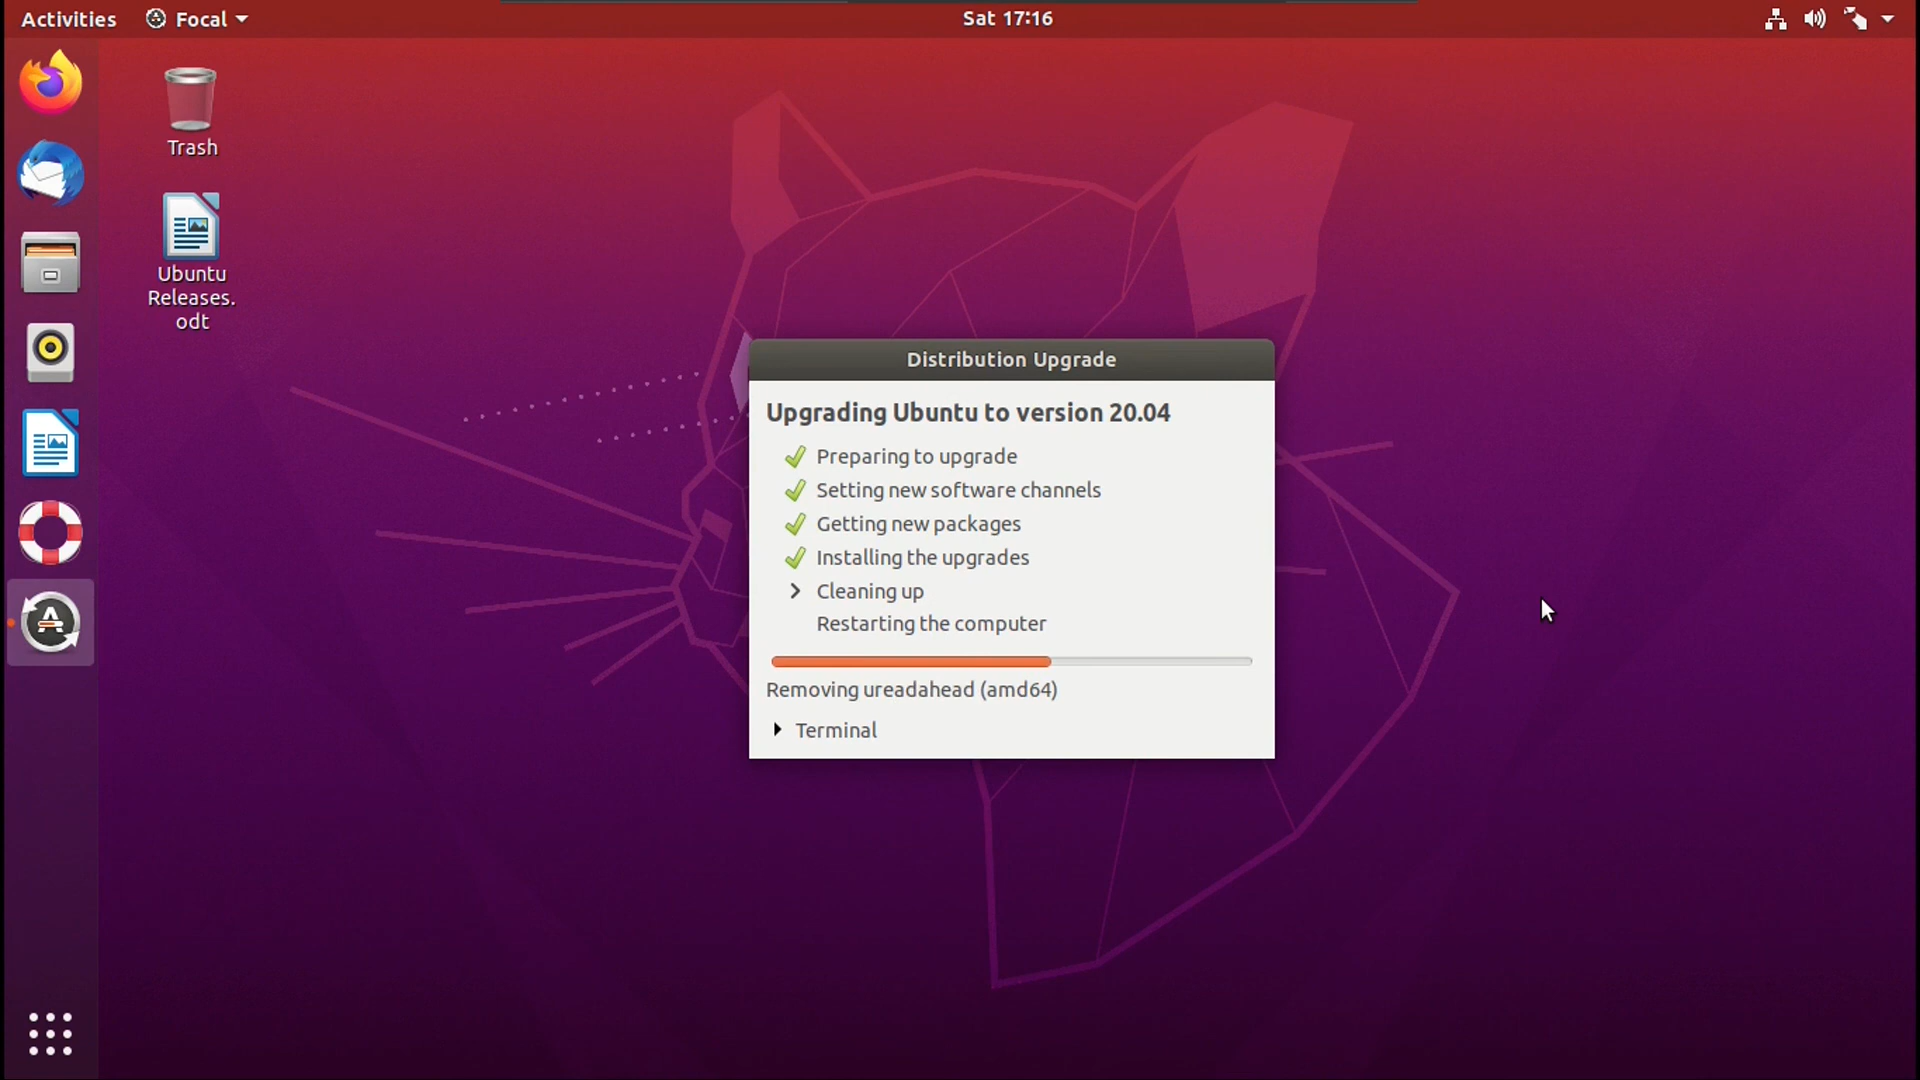 Activities
Focal
Sat 17:16
Trash
Ubuntu
Releases.
odt
Distribution Upgrade
Upgrading Ubuntu to version 20.04
Preparing to upgrade
Setting new software channels
Getting new packages
Installing the upgrades
Cleaning up
Restarting the computer
Removing ureadahead (amd64)
Terminal